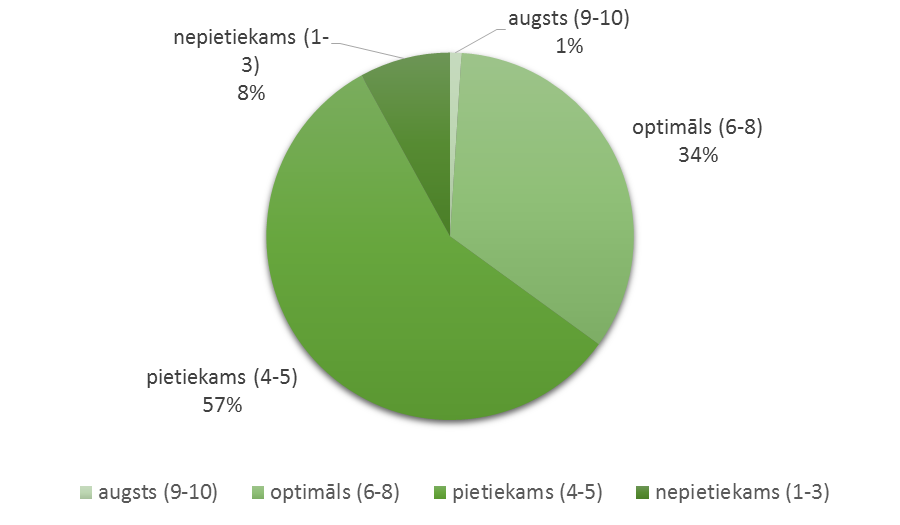 augsts (9-10)
1%
nepietiekams (1-
3)
8%
optimāls (6-8)
34%
pietiekams (4-5)
57%
augsts (9-10) optimāls (6-8) pietiekams (4-5) nepietiekams (1-3)